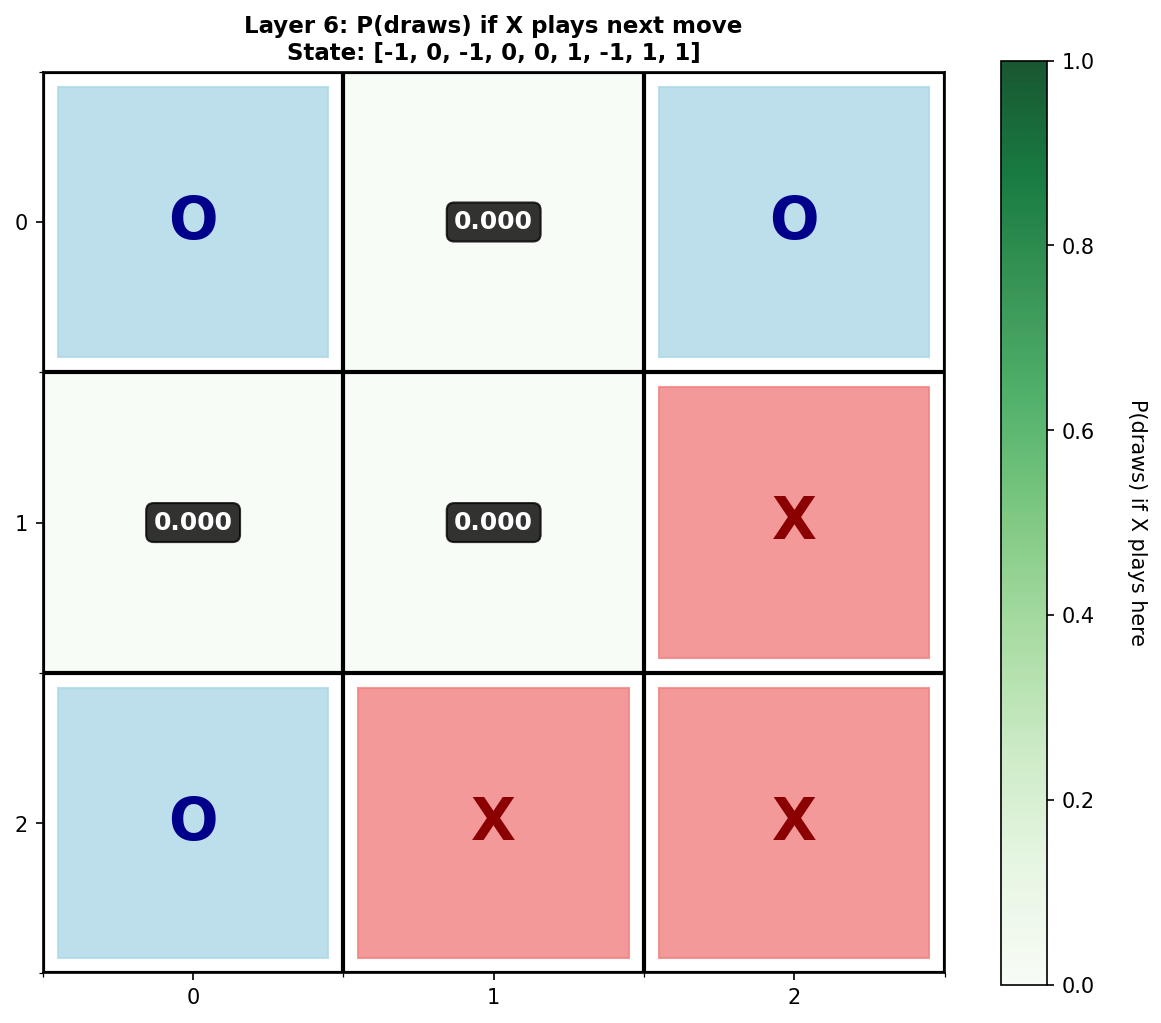 Layer 6: P(draws) if X plays next move
State: [-1, 0, -1, 0, 0, 1, -1, 1, 1]
O
0.000
O
0
0.000
0.000
X
1
O
X
X
2
0
1
2
1.0
0.8
0.6
0.4
0.2
0.0
P(draws) if X plays here